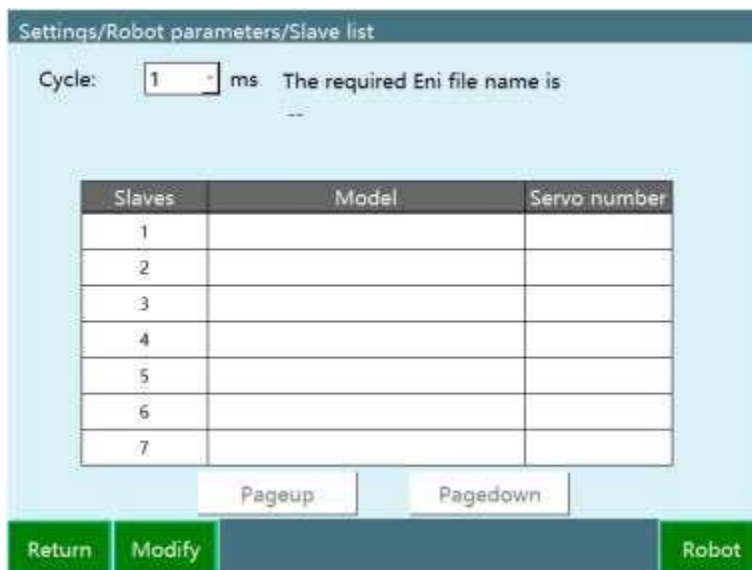 Settings/Robot parameters/Slave list
Cycle: 1 ms The required Eni file name is
--
Slaves Model Servo number
1
2
3
4
5
6
7
Pageup Pagedown
Return Modify Robot